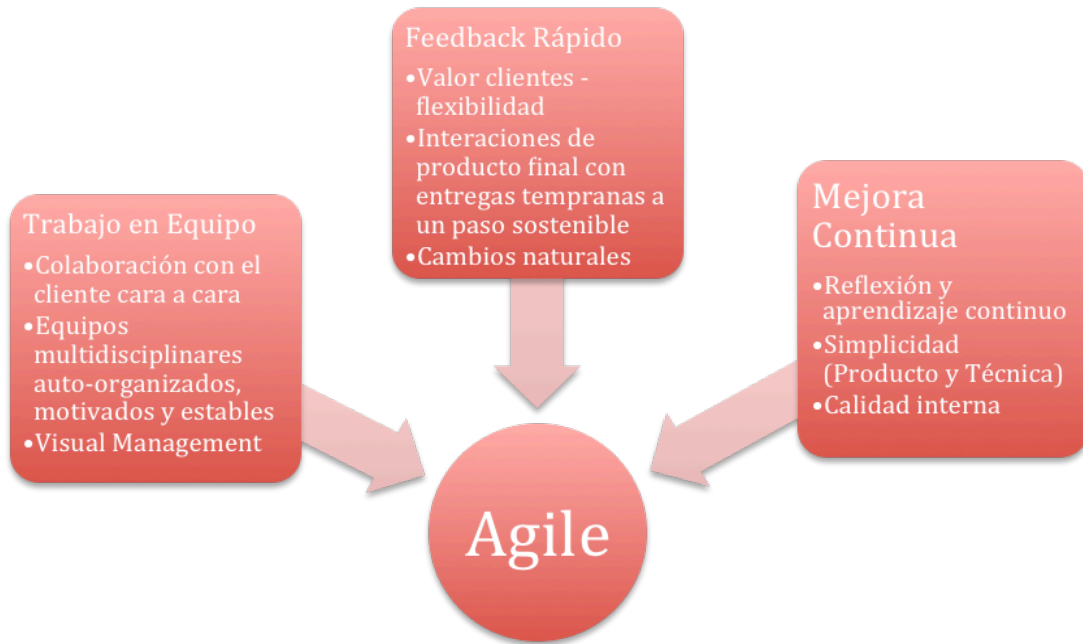 Feedback Rápido
•Valor clientes -
flexibilidad
•Interaciones de
producto final con
entregas tempranas a
un paso sostenible
•Cambios naturales
Trabajo en Equipo
•Colaboración con el
cliente cara a cara
•Equipos
multidisciplinares
auto-organizados,
motivados y estables
•Visual Management
Mejora
Continua
•Reflexión y
aprendizaje continuo
•Simplicidad
(Producto y Técnica)
•Calidad interna
Agile